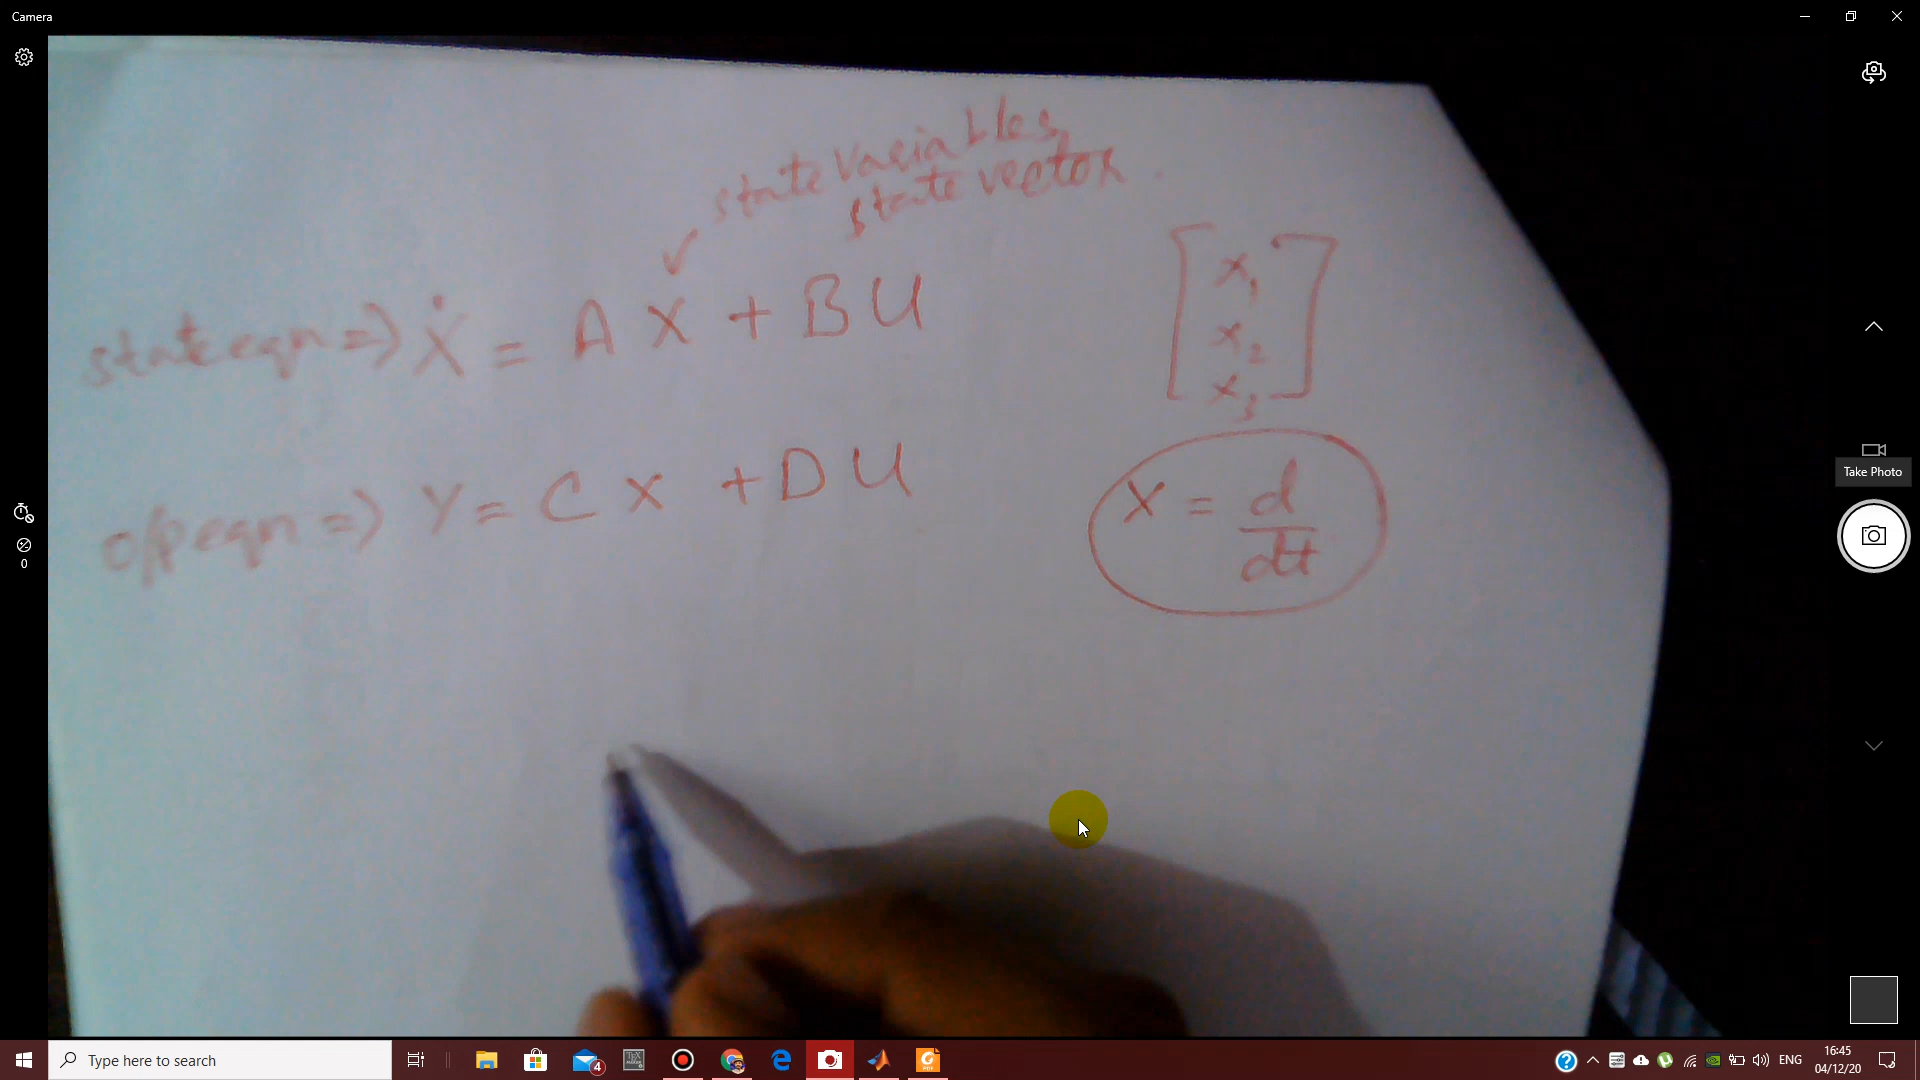 Camera
state variables,
state vector.
✓
state eqn => Ẋ = A X + B U
[ x₁
x₂
x₃ ]
o/p eqn => Y = C X + D U
X = d/dt
Take Photo
0
Type here to search
4
ENG
16:45
04/12/20